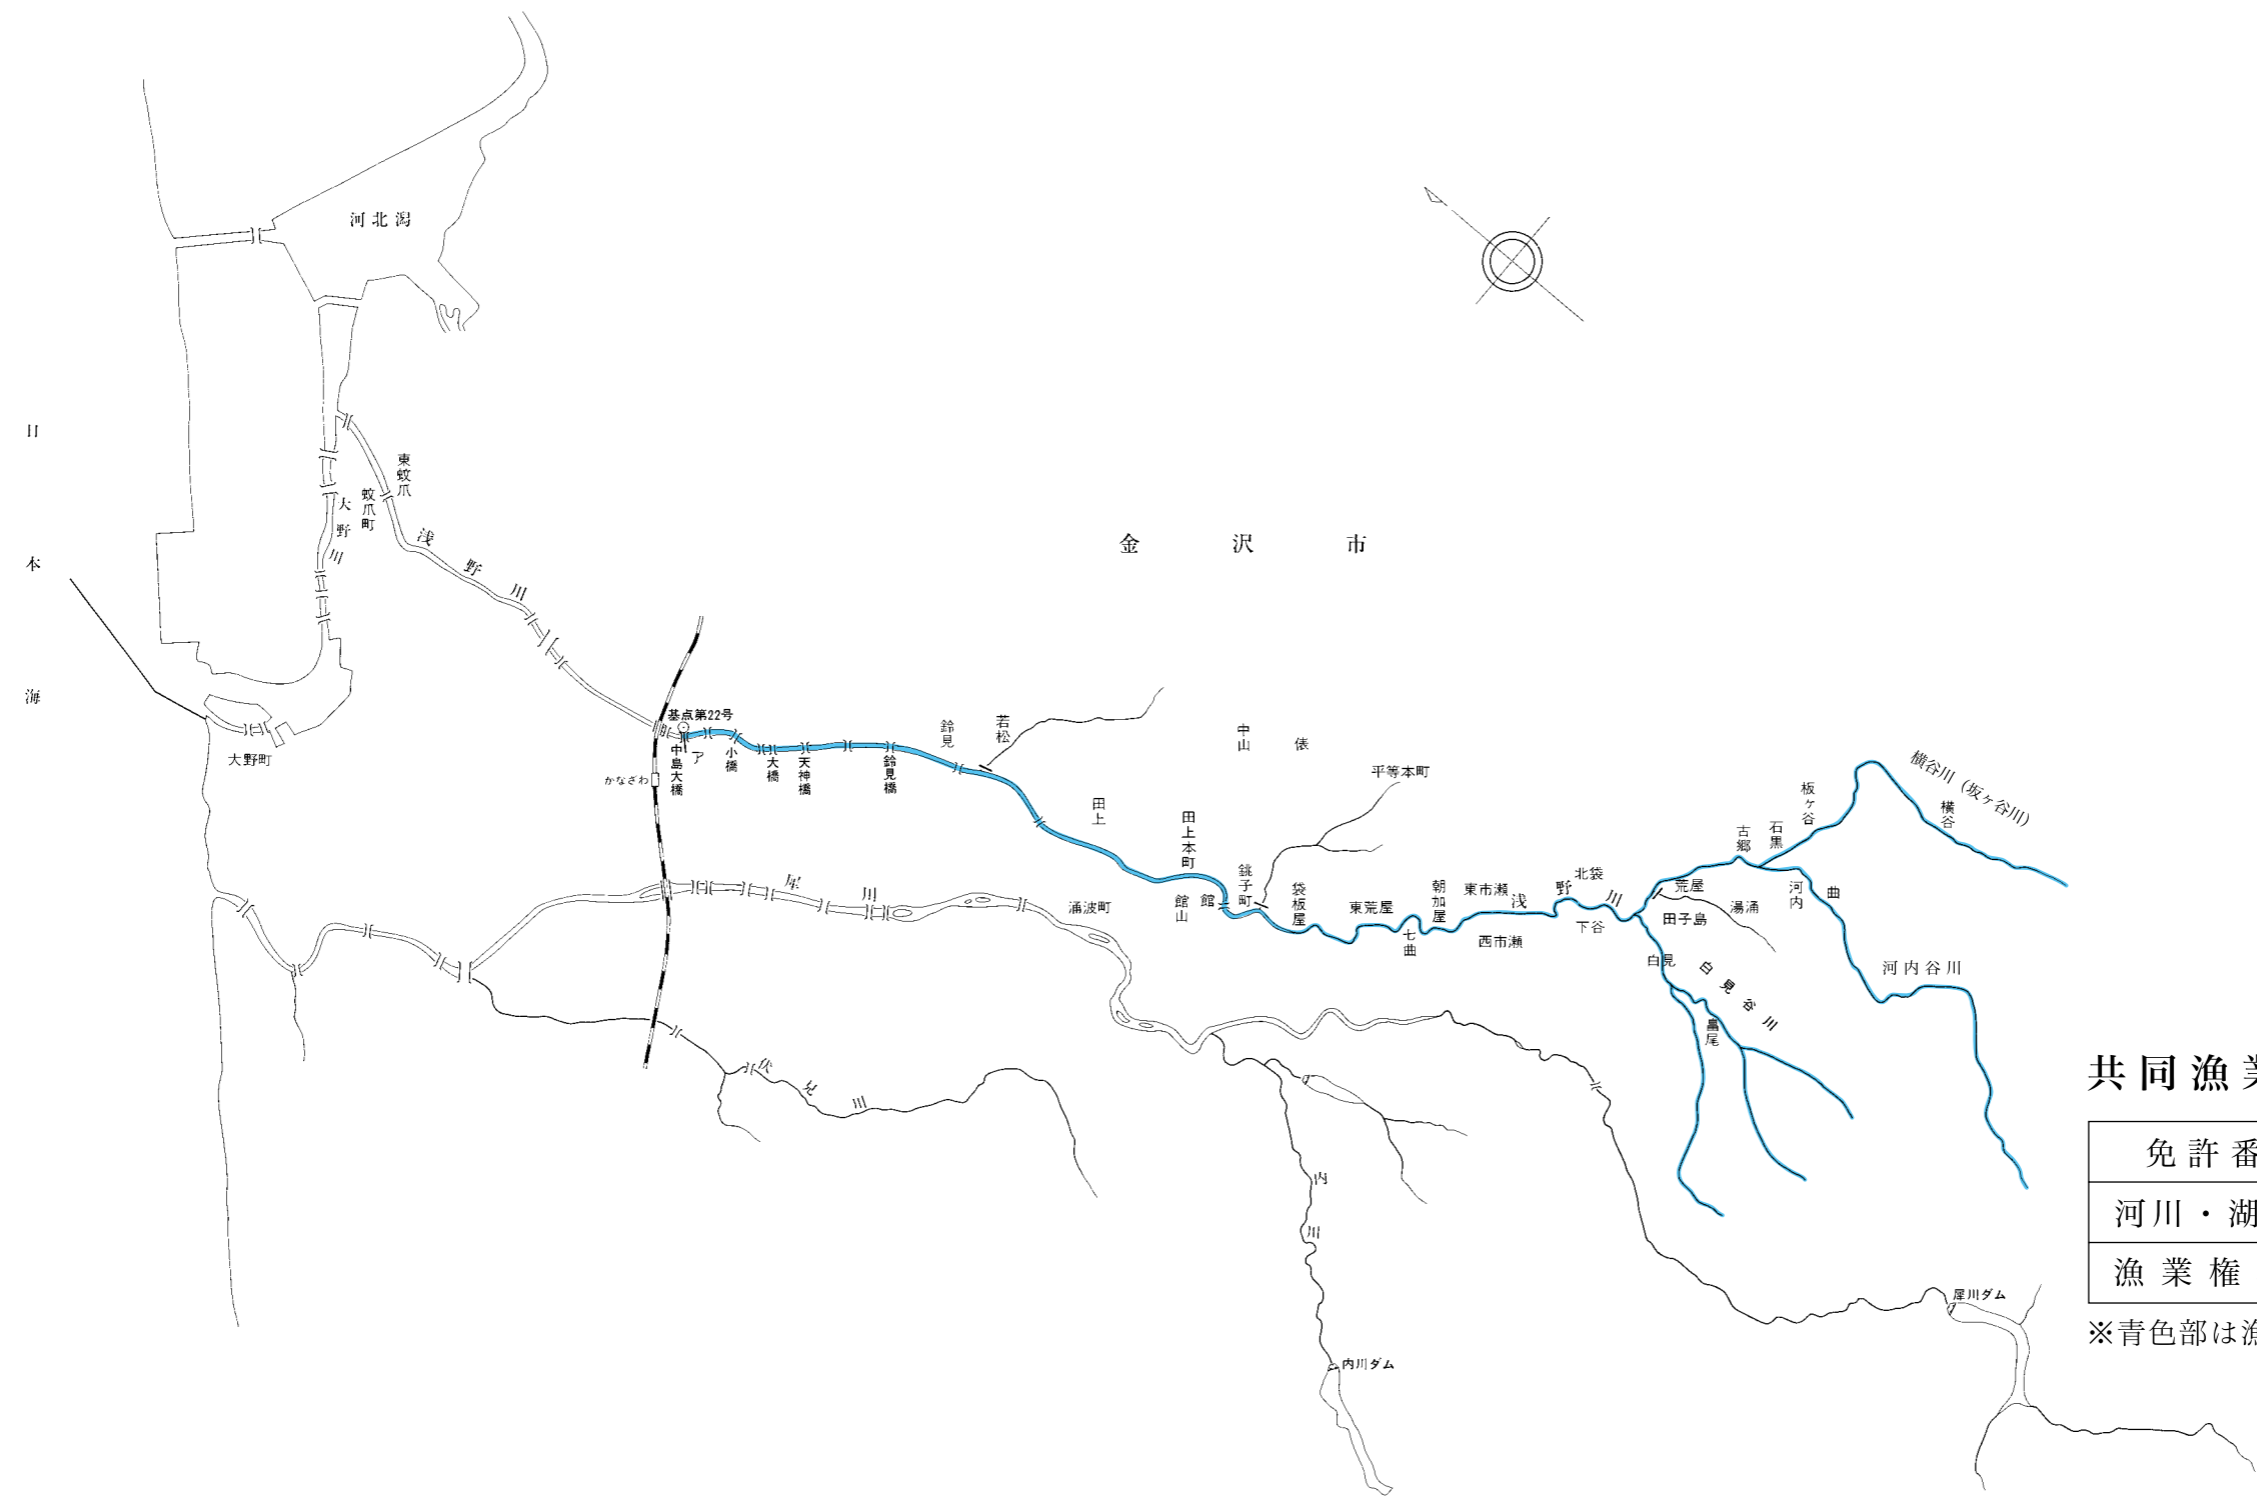 河北潟
日本海
東蚊爪
蚊爪町
大野川
浅野川
金沢市
大野町
基点第22号
ア
中島大橋
かなざわ
小橋
大橋
天神橋
鈴見橋
鈴見
若松
田上
田上本町
中山
俵
平等本町
銚子町
館
館山
袋板屋
東荒屋
七曲
朝加屋
東市瀬
西市瀬
浅野川
北袋
下谷
荒屋
田子島
湯涌
古郷
石黒
板ヶ谷
横谷川（坂ヶ谷川）
横谷
河内
曲
河内谷川
白見
白見谷川
畠尾
犀川
涌波町
伏見川
内川
内川ダム
犀川ダム
共同漁業
免許番
河川・湖
漁業権
※青色部は漁